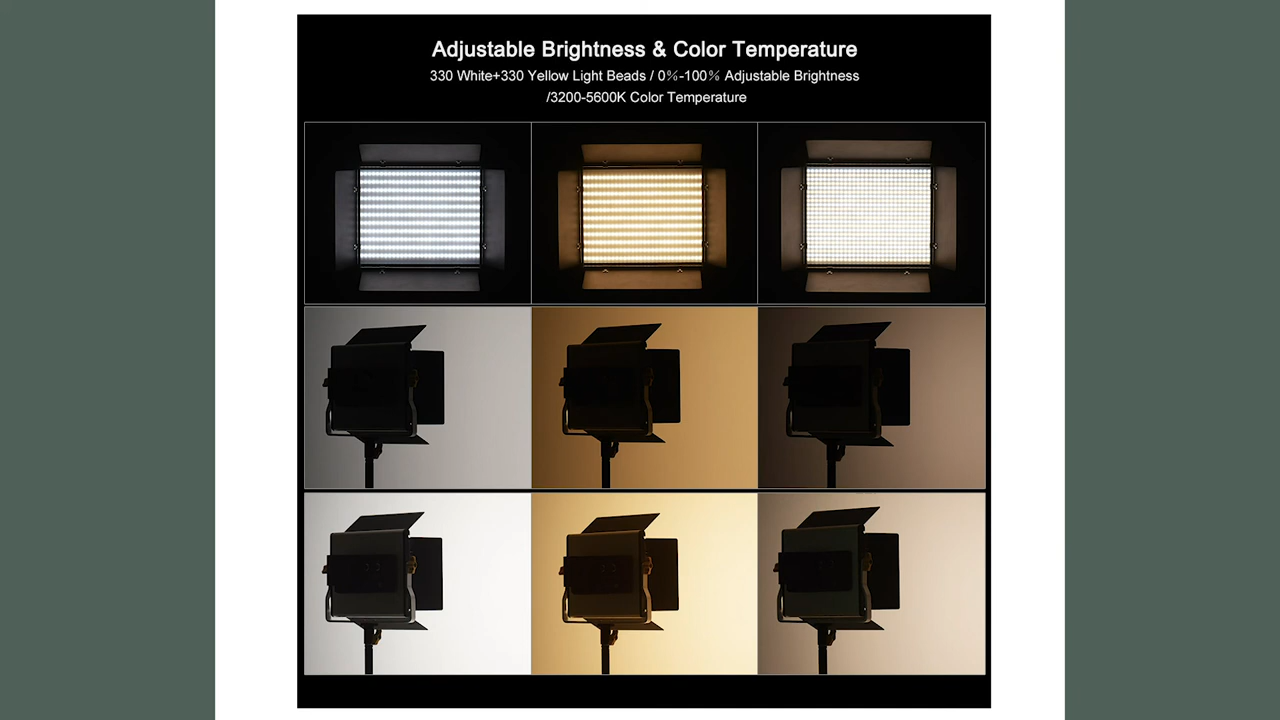 Adjustable Brightness & Color Temperature
330 White+330 Yellow Light Beads / 0%-100% Adjustable Brightness
/3200-5600K Color Temperature